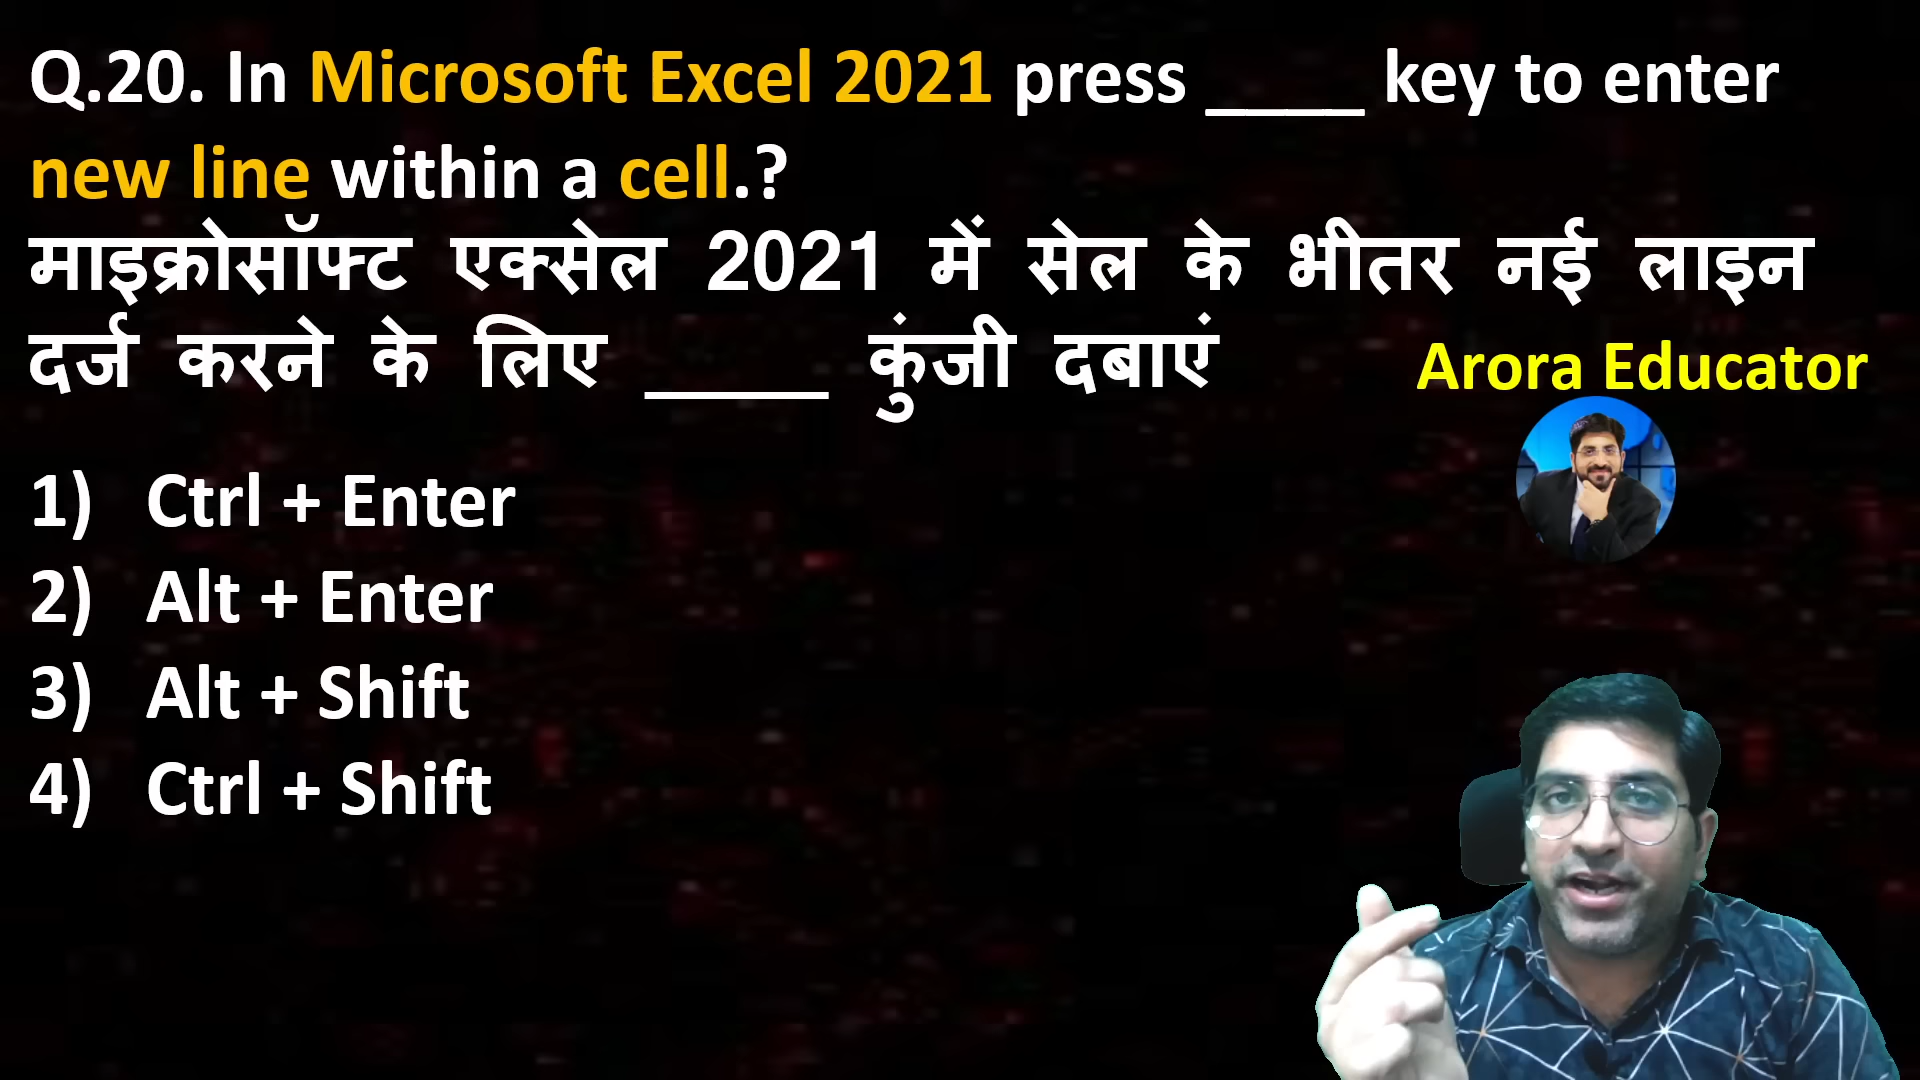 Q.20. In Microsoft Excel 2021 press ____ key to enter
new line within a cell.?
माइक्रोसॉफ्ट एक्सेल 2021 में सेल के भीतर नई लाइन
दर्ज करने के लिए _____ कुंजी दबाएं
Arora Educator
1) Ctrl + Enter
2) Alt + Enter
3) Alt + Shift
4) Ctrl + Shift